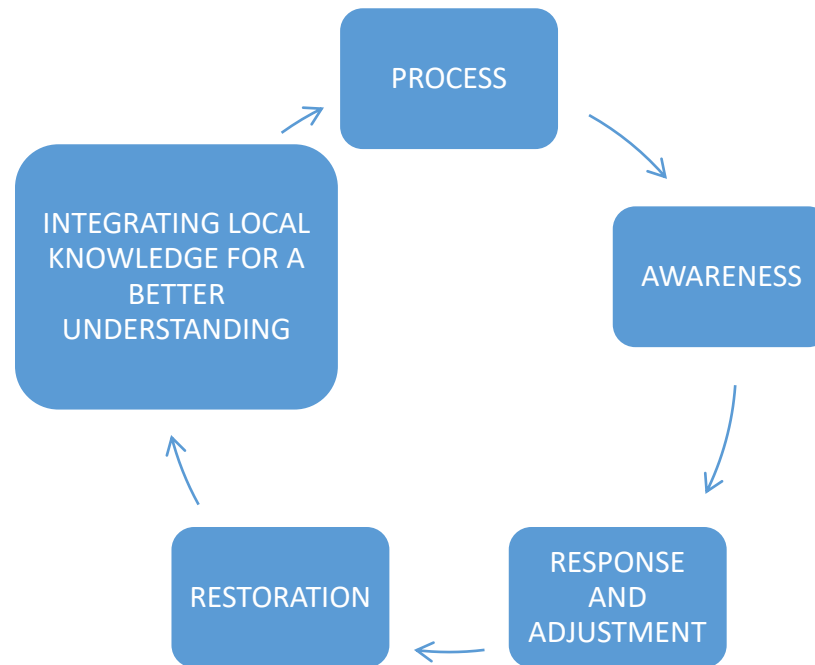 PROCESS
AWARENESS
RESPONSE
AND
ADJUSTMENT
RESTORATION
INTEGRATING LOCAL
KNOWLEDGE FOR A
BETTER
UNDERSTANDING